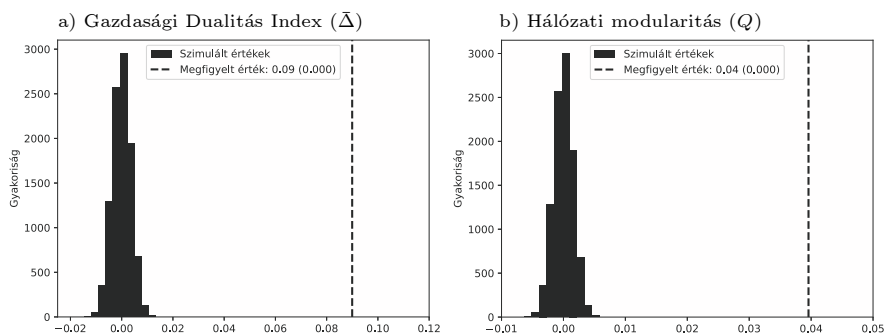 a) Gazdasági Dualitás Index (Δ̄)
3000
2500
2000
1500
1000
500
0
Gyakoriság
Szimulált értékek
Megfigyelt érték: 0.09 (0.000)
−0.02 0.00 0.02 0.04 0.06 0.08 0.10 0.12
b) Hálózati modularitás (Q)
3000
2500
2000
1500
1000
500
0
Gyakoriság
Szimulált értékek
Megfigyelt érték: 0.04 (0.000)
−0.01 0.00 0.01 0.02 0.03 0.04 0.05